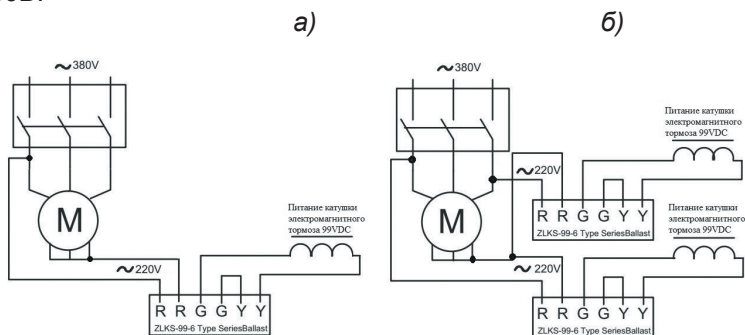 а)
б)
~380V
~380V
Питание катушки
электромагнитного
тормоза 99VDC
~220V
R R G G Y Y
ZLKS-99-6 Type SeriesBallast
M
M
Питание катушки
электромагнитного
тормоза 99VDC
Питание катушки
электромагнитного
тормоза 99VDC
~220V
~220V
R R G G Y Y
ZLKS-99-6 Type SeriesBallast
R R G G Y Y
ZLKS-99-6 Type SeriesBallast